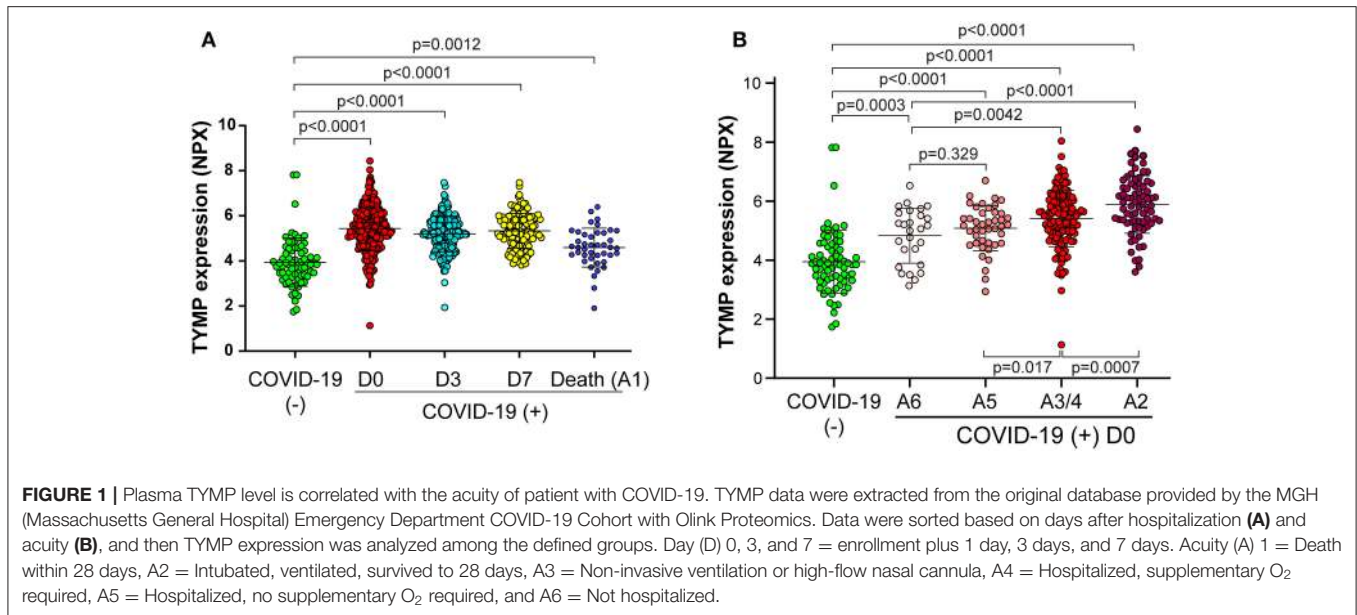 A
p=0.0012
p<0.0001
p<0.0001
p<0.0001
TYMP expression (NPX)
10
8
6
4
2
0
COVID-19 (-)
D0 D3 D7 Death (A1)
COVID-19 (+)
B
p<0.0001
p<0.0001
p<0.0001 p<0.0001
p=0.0003 p=0.0042
p=0.329
TYMP expression (NPX)
10
8
6
4
2
0
p=0.017 p=0.0007
COVID-19 (-)
A6 A5 A3/4 A2
COVID-19 (+) D0
FIGURE 1 | Plasma TYMP level is correlated with the acuity of patient with COVID-19. TYMP data were extracted from the original database provided by the MGH
(Massachusetts General Hospital) Emergency Department COVID-19 Cohort with Olink Proteomics. Data were sorted based on days after hospitalization (A) and
acuity (B), and then TYMP expression was analyzed among the defined groups. Day (D) 0, 3, and 7 = enrollment plus 1 day, 3 days, and 7 days. Acuity (A) 1 = Death
within 28 days, A2 = Intubated, ventilated, survived to 28 days, A3 = Non-invasive ventilation or high-flow nasal cannula, A4 = Hospitalized, supplementary O₂
required, A5 = Hospitalized, no supplementary O₂ required, and A6 = Not hospitalized.